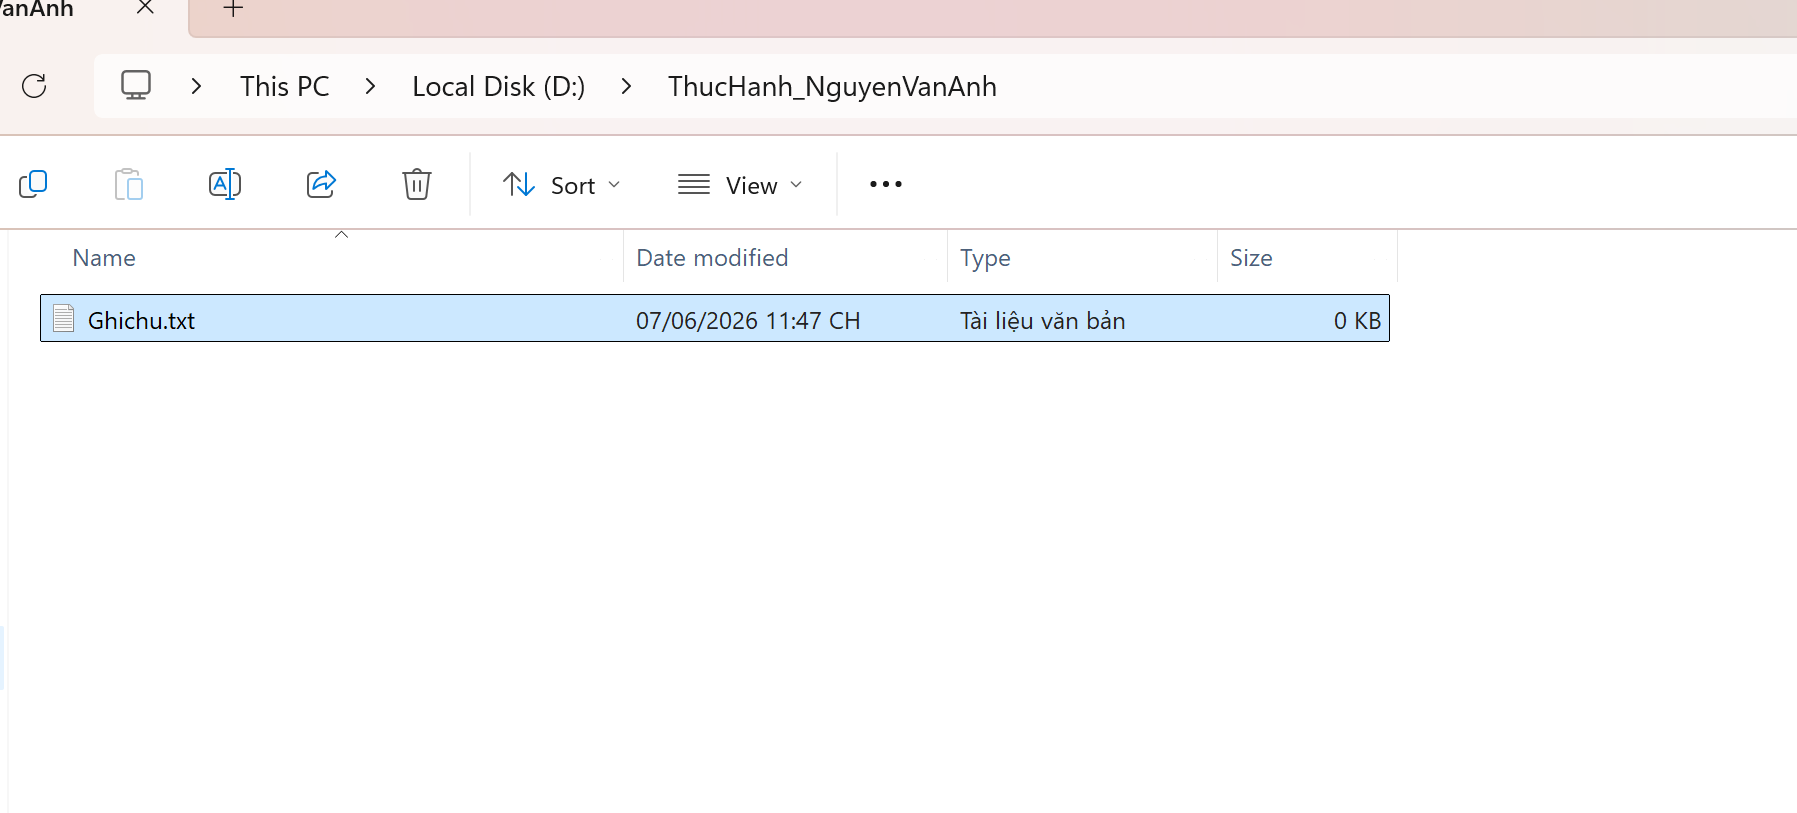 VanAnh
This PC > Local Disk (D:) > ThucHanh_NguyenVanAnh
Sort View
Name Date modified Type Size
Ghichu.txt 07/06/2026 11:47 CH Tài liệu văn bản 0 KB